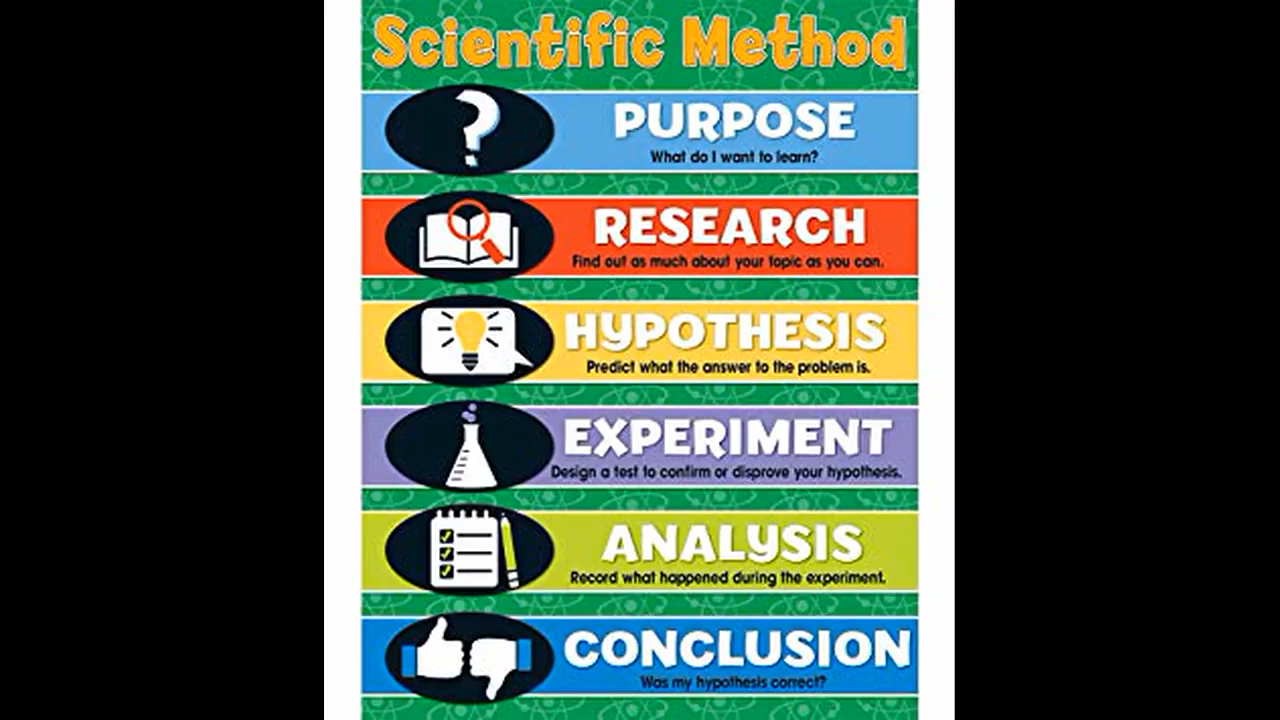 Scientific Method
PURPOSE
What do I want to learn?
RESEARCH
Find out as much about your topic as you can.
HYPOTHESIS
Predict what the answer to the problem is.
EXPERIMENT
Design a test to confirm or disprove your hypothesis.
ANALYSIS
Record what happened during the experiment.
CONCLUSION
Was my hypothesis correct?